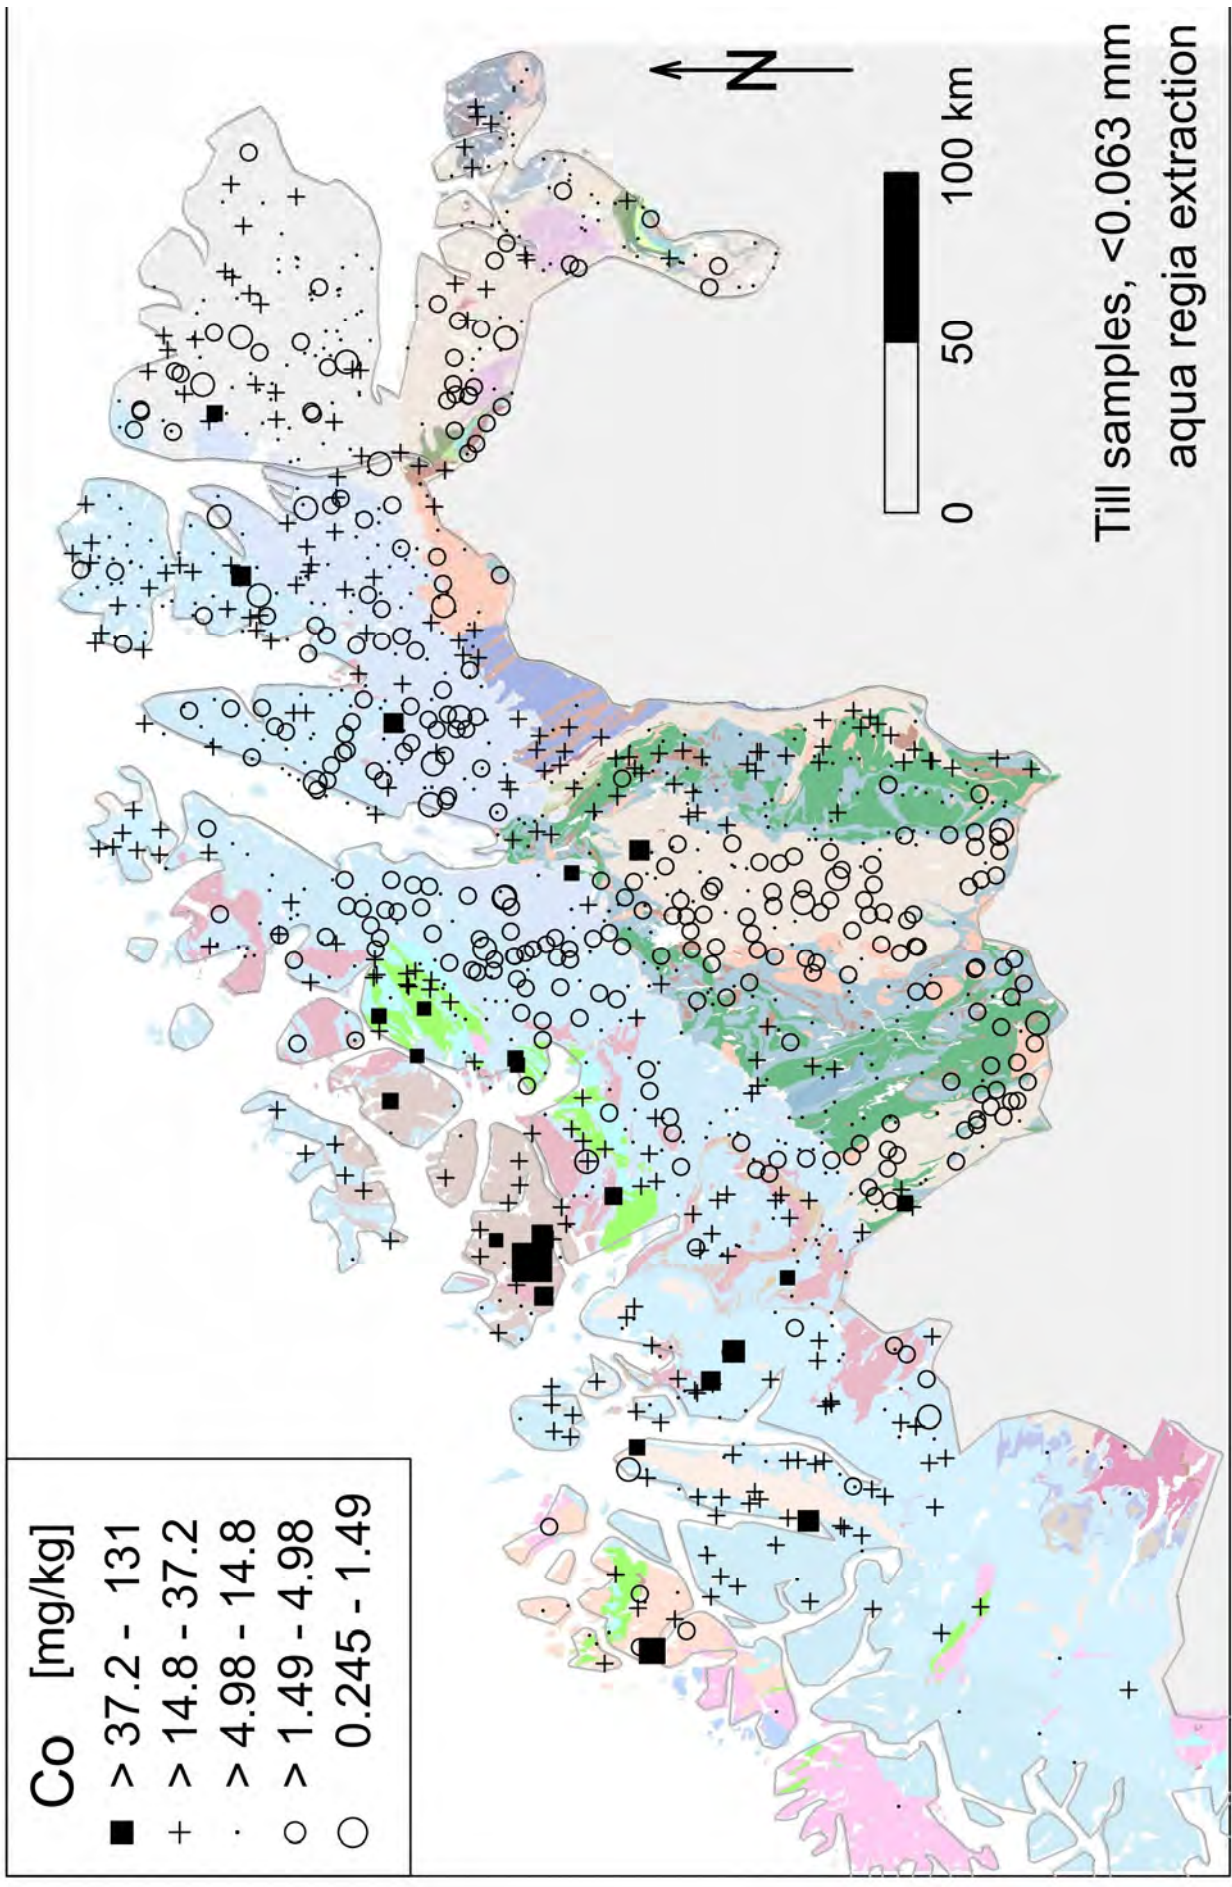 Co [mg/kg]
> 37.2 - 131
> 14.8 - 37.2
> 4.98 - 14.8
> 1.49 - 4.98
0.245 - 1.49
N
0 50 100 km
Till samples, <0.063 mm
aqua regia extraction